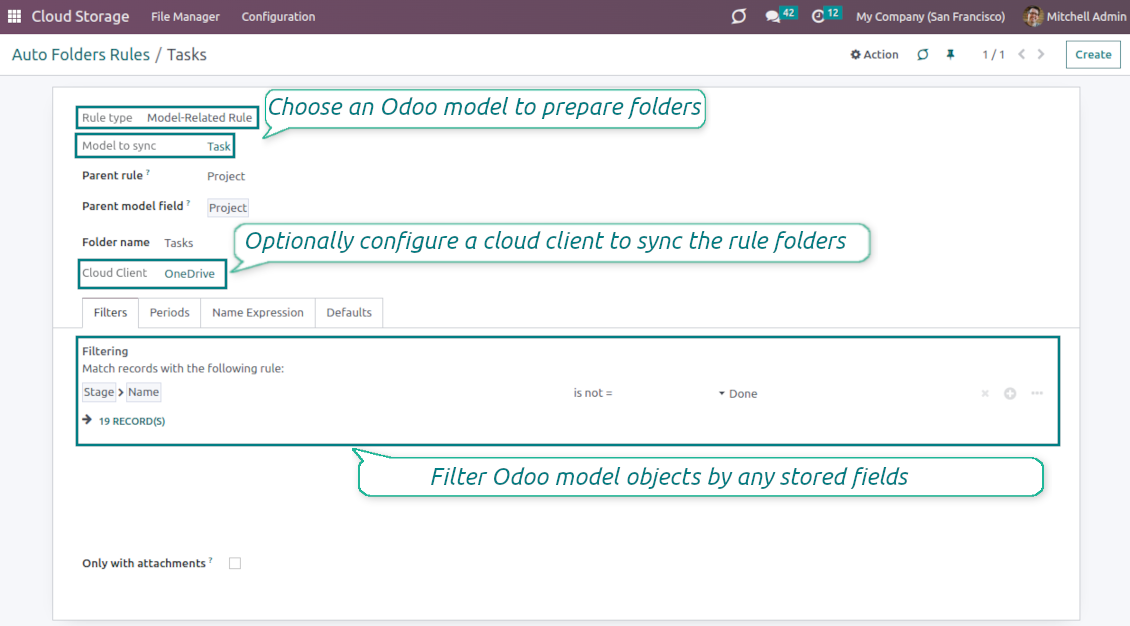 Cloud Storage File Manager Configuration 42 12 My Company (San Francisco) Mitchell Admin
Auto Folders Rules / Tasks Action 1 / 1 Create
Choose an Odoo model to prepare folders
Rule type Model-Related Rule
Model to sync Task
Parent rule ? Project
Parent model field ? Project
Folder name Tasks
Optionally configure a cloud client to sync the rule folders
Cloud Client OneDrive
Filters Periods Name Expression Defaults
Filtering
Match records with the following rule:
Stage Name is not = Done
19 RECORD(S)
Filter Odoo model objects by any stored fields
Only with attachments ?